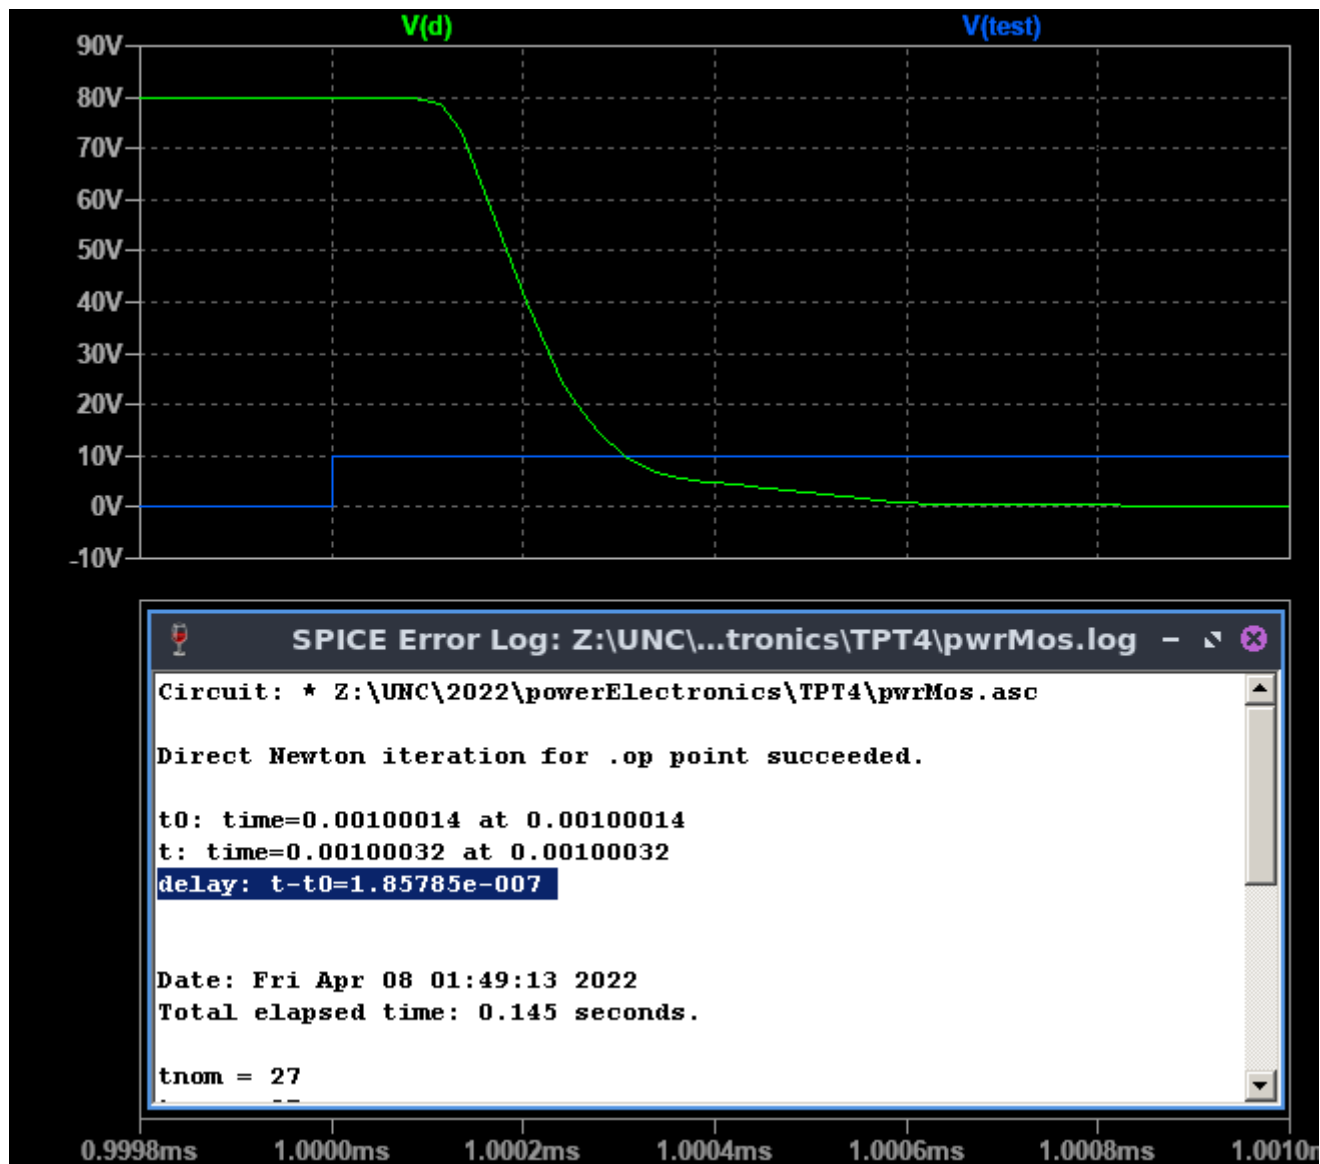 V(d) V(test)
90V
80V
70V
60V
50V
40V
30V
20V
10V
0V
-10V
SPICE Error Log: Z:\UNC\...tronics\TPT4\pwrMos.log
Circuit: * Z:\UNC\2022\powerElectronics\TPT4\pwrMos.asc
Direct Newton iteration for .op point succeeded.
t0: time=0.00100014 at 0.00100014
t: time=0.00100032 at 0.00100032
delay: t-t0=1.85785e-007
Date: Fri Apr 08 01:49:13 2022
Total elapsed time: 0.145 seconds.
tnom = 27
0.9998ms 1.0000ms 1.0002ms 1.0004ms 1.0006ms 1.0008ms 1.0010m